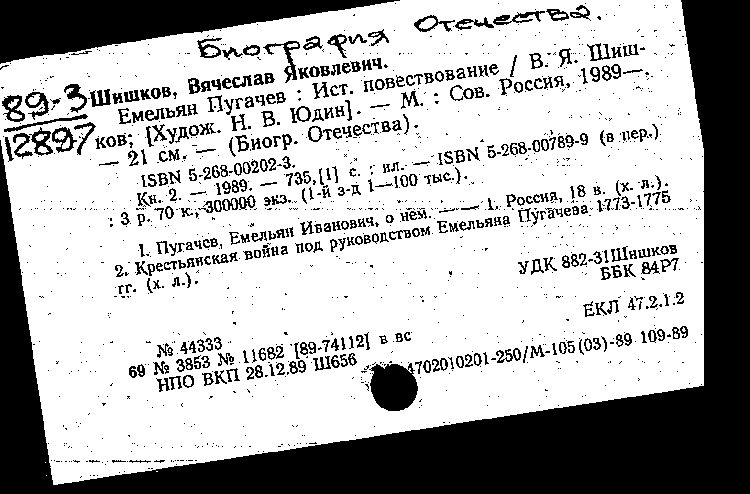 Биография Отечества.
89-3
12897
Шишков, Вячеслав Яковлевич.
Емельян Пугачев : Ист. повествование / В. Я. Шиш-
ков; [Худож. Н. В. Юдин]. — М. : Сов. Россия, 1989—.
— 21 см. — (Биогр. Отечества).
ISBN 5-268-00202-3.
Кн. 2. — 1989. — 735,[1] с. : ил. — ISBN 5-268-00789-9 (в пер.)
: 3 р. 70 к., 300000 экз. (1-й з-д 1—100 тыс.).
1. Пугачев, Емельян Иванович, о нем. —— 1. Россия, 18 в. (х. л.).
2. Крестьянская война под руководством Емельяна Пугачева 1773-1775
гг. (х. л.).
УДК 882-31Шишков
ББК 84Р7
ЕКЛ 47.2.1.2
№ 44333
69 № 3853 № 11682 [89-74112] в вс
НПО ВКП 28.12.89 Ш656
4702010201-250/М-105(03)-89 109-89